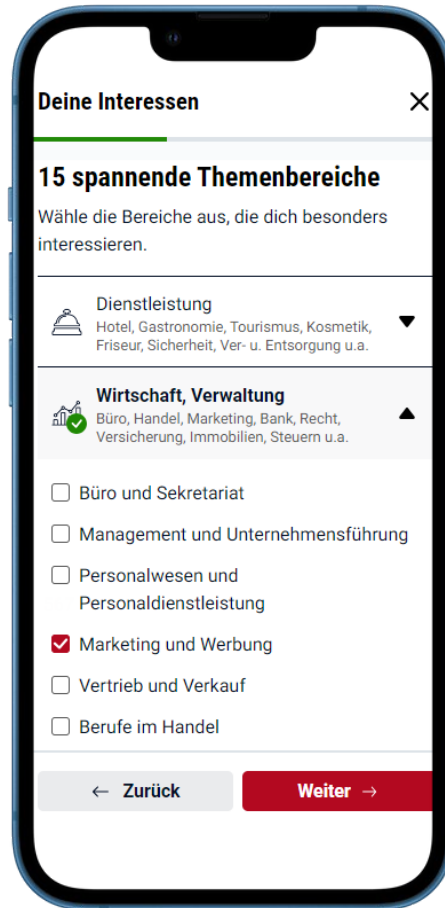 Deine Interessen
15 spannende Themenbereiche
Wähle die Bereiche aus, die dich besonders
interessieren.
Dienstleistung
Hotel, Gastronomie, Tourismus, Kosmetik,
Friseur, Sicherheit, Ver- u. Entsorgung u.a.
Wirtschaft, Verwaltung
Büro, Handel, Marketing, Bank, Recht,
Versicherung, Immobilien, Steuern u.a.
Büro und Sekretariat
Management und Unternehmensführung
Personalwesen und
Personaldienstleistung
Marketing und Werbung
Vertrieb und Verkauf
Berufe im Handel
← Zurück
Weiter →